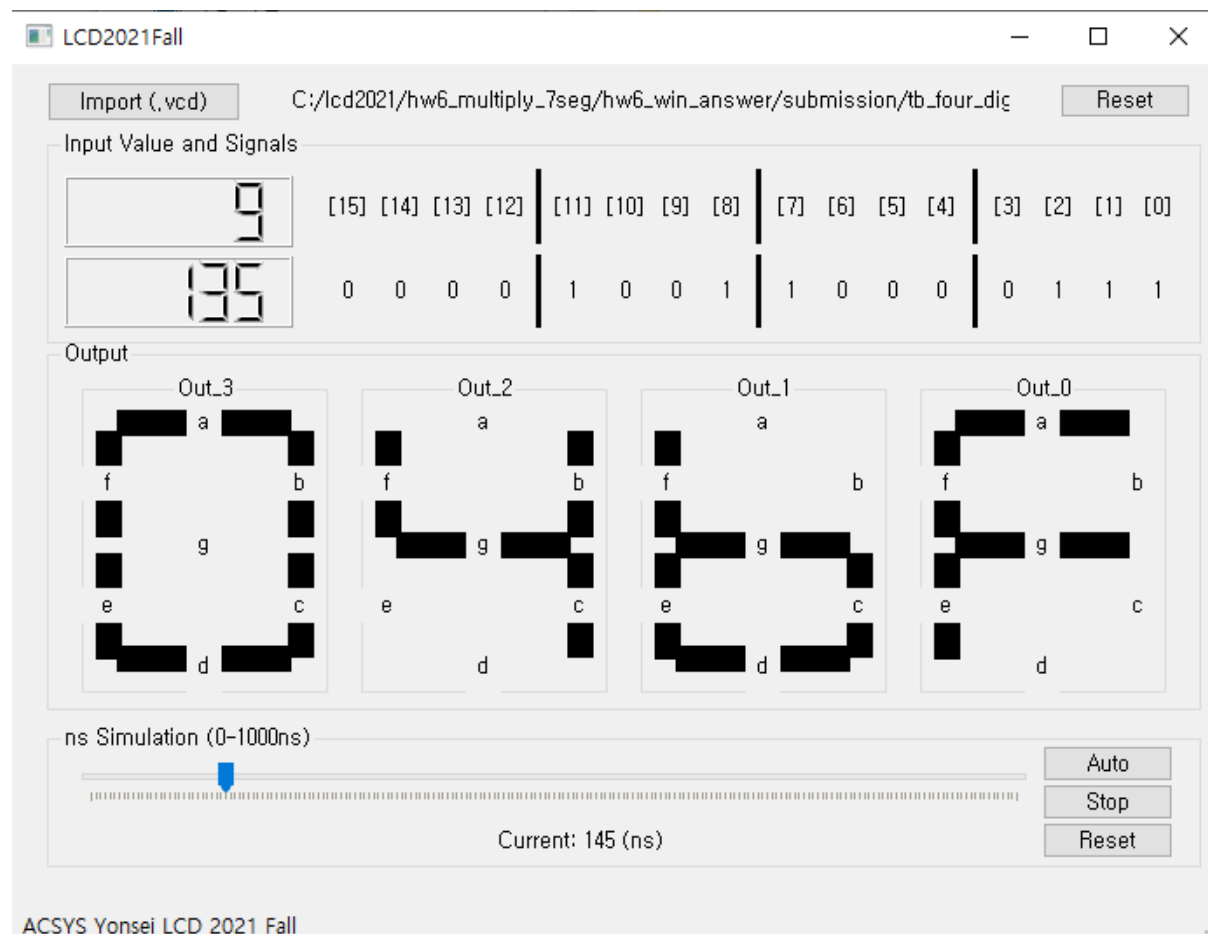 LCD2021Fall
Import (.vcd) C:/lcd2021/hw6_multiply_7seg/hw6_win_answer/submission/tb_four_dig Reset
Input Value and Signals
9 [15] [14] [13] [12] [11] [10] [9] [8] [7] [6] [5] [4] [3] [2] [1] [0]
135 0 0 0 0 1 0 0 1 1 0 0 0 0 1 1 1
Output
Out_3 Out_2 Out_1 Out_0
a a a a
f b f b f b f b
g g g g
e c e c e c e c
d d d d
ns Simulation (0-1000ns)
Auto
Stop
Current: 145 (ns) Reset
ACSYS Yonsei LCD 2021 Fall